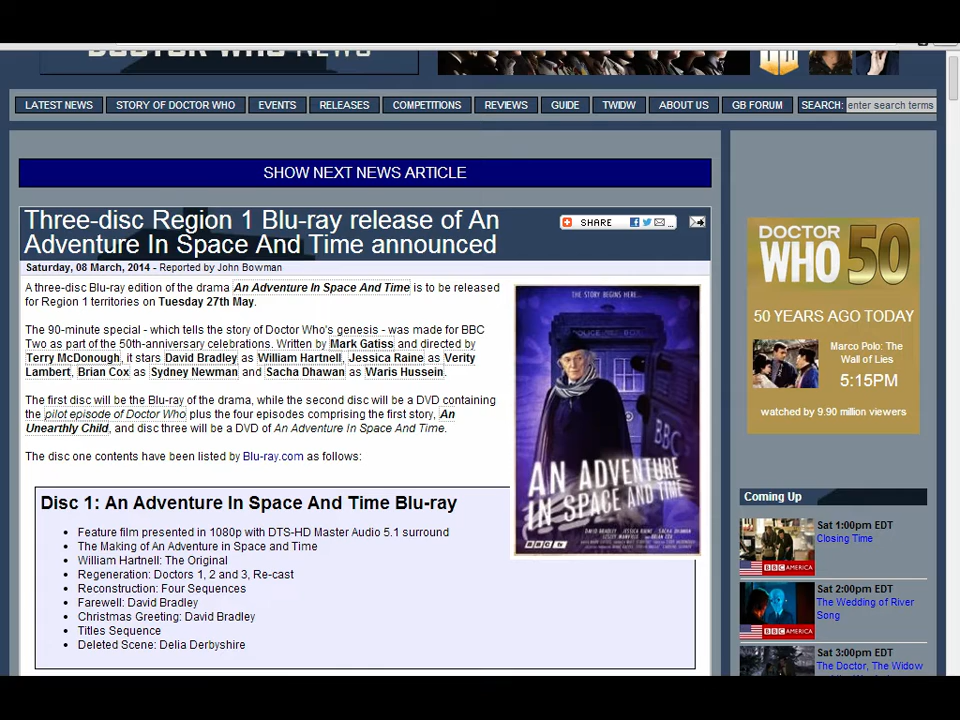 DOCTOR WHO NEWS
LATEST NEWS
STORY OF DOCTOR WHO
EVENTS
RELEASES
COMPETITIONS
REVIEWS
GUIDE
TWIDW
ABOUT US
GB FORUM
SEARCH: enter search terms
SHOW NEXT NEWS ARTICLE
Three-disc Region 1 Blu-ray release of An
Adventure In Space And Time announced
SHARE
Saturday, 08 March, 2014 - Reported by John Bowman
A three-disc Blu-ray edition of the drama An Adventure In Space And Time is to be released
for Region 1 territories on Tuesday 27th May.
The 90-minute special - which tells the story of Doctor Who's genesis - was made for BBC
Two as part of the 50th-anniversary celebrations. Written by Mark Gatiss and directed by
Terry McDonough, it stars David Bradley as William Hartnell, Jessica Raine as Verity
Lambert, Brian Cox as Sydney Newman and Sacha Dhawan as Waris Hussein.
The first disc will be the Blu-ray of the drama, while the second disc will be a DVD containing
the pilot episode of Doctor Who plus the four episodes comprising the first story, An
Unearthly Child, and disc three will be a DVD of An Adventure In Space And Time.
The disc one contents have been listed by Blu-ray.com as follows:
Disc 1: An Adventure In Space And Time Blu-ray
Feature film presented in 1080p with DTS-HD Master Audio 5.1 surround
The Making of An Adventure in Space and Time
William Hartnell: The Original
Regeneration: Doctors 1, 2 and 3, Re-cast
Reconstruction: Four Sequences
Farewell: David Bradley
Christmas Greeting: David Bradley
Titles Sequence
Deleted Scene: Delia Derbyshire
THE STORY BEGINS HERE...
BBC
AN ADVENTURE
IN SPACE AND TIME
DAVID BRADLEY JESSICA RAINE
LESLEY MANVILLE BRIAN COX
BBC tv
DOCTOR
WHO 50
50 YEARS AGO TODAY
Marco Polo: The
Wall of Lies
5:15PM
watched by 9.90 million viewers
Coming Up
Sat 1:00pm EDT
Closing Time
BBC AMERICA
Sat 2:00pm EDT
The Wedding of River
Song
BBC AMERICA
Sat 3:00pm EDT
The Doctor, The Widow